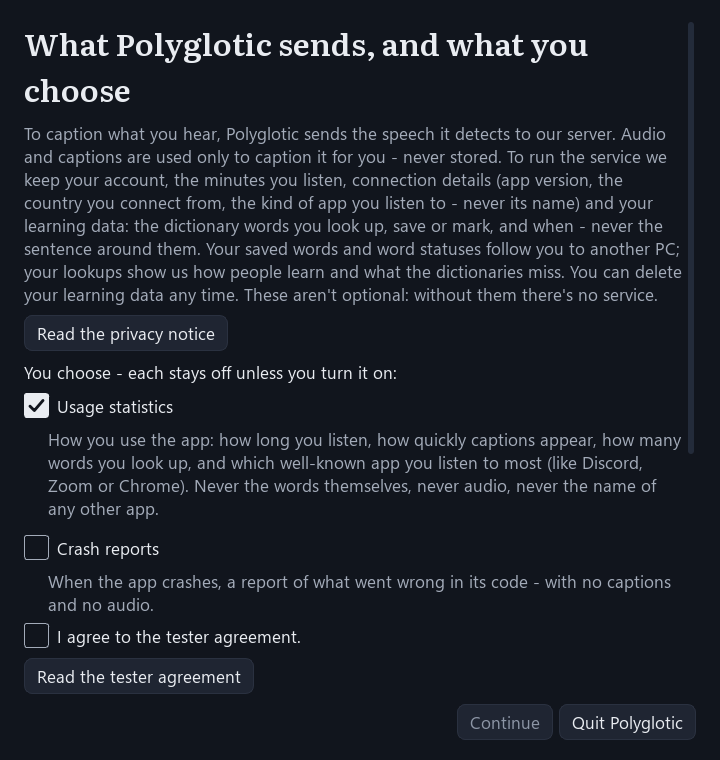 What Polyglotic sends, and what you
choose
To caption what you hear, Polyglotic sends the speech it detects to our server. Audio
and captions are used only to caption it for you - never stored. To run the service we
keep your account, the minutes you listen, connection details (app version, the
country you connect from, the kind of app you listen to - never its name) and your
learning data: the dictionary words you look up, save or mark, and when - never the
sentence around them. Your saved words and word statuses follow you to another PC;
your lookups show us how people learn and what the dictionaries miss. You can delete
your learning data any time. These aren't optional: without them there's no service.
Read the privacy notice
You choose - each stays off unless you turn it on:
Usage statistics
How you use the app: how long you listen, how quickly captions appear, how many
words you look up, and which well-known app you listen to most (like Discord,
Zoom or Chrome). Never the words themselves, never audio, never the name of
any other app.
Crash reports
When the app crashes, a report of what went wrong in its code - with no captions
and no audio.
I agree to the tester agreement.
Read the tester agreement
Continue
Quit Polyglotic